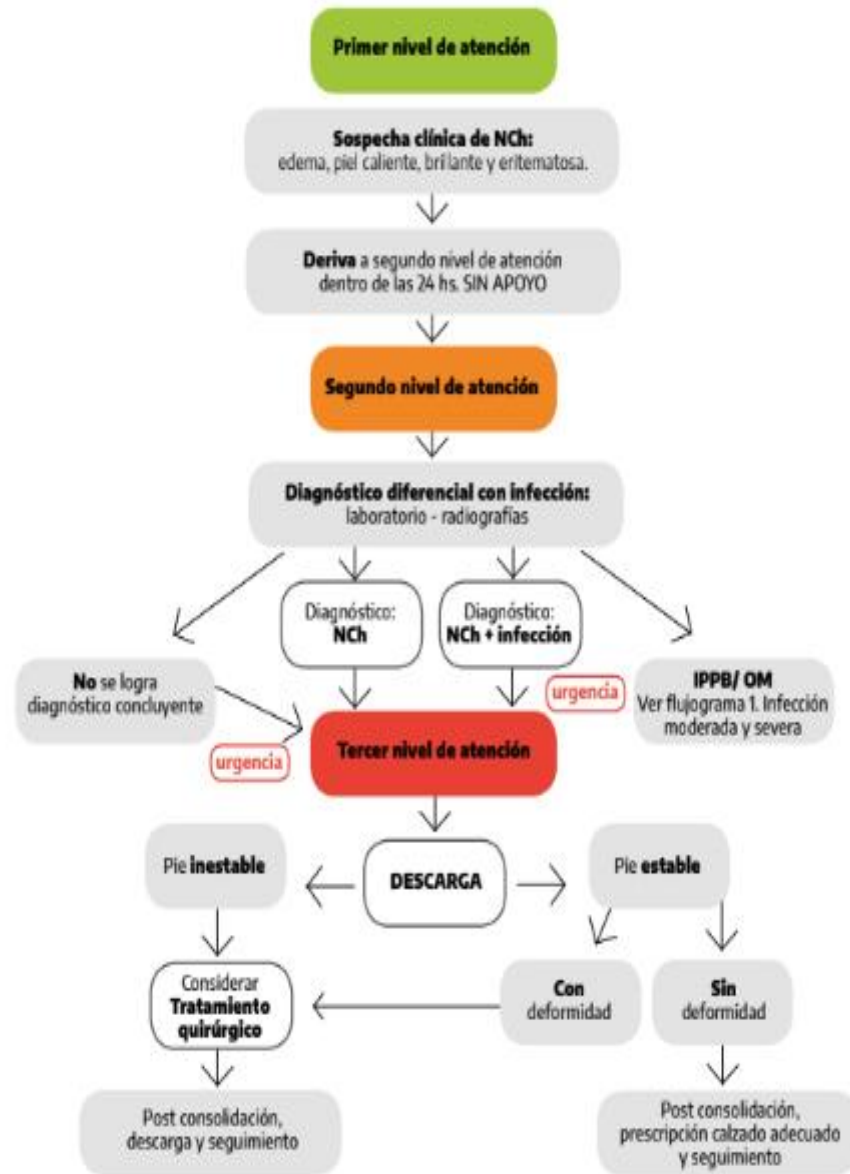 Primer nivel de atención
Sospecha clínica de NCh:
edema, piel caliente, brillante y eritematosa.
Deriva a segundo nivel de atención
dentro de las 24 hs. SIN APOYO
Segundo nivel de atención
Diagnóstico diferencial con infección:
laboratorio - radiografías
Diagnóstico:
NCh
Diagnóstico:
NCh + infección
No se logra
diagnóstico concluyente
urgencia
IPPB/ OM
Ver flujograma 1. Infección
moderada y severa
urgencia
Tercer nivel de atención
Pie inestable
DESCARGA
Pie estable
Considerar
Tratamiento
quirúrgico
Con
deformidad
Sin
deformidad
Post consolidación,
descarga y seguimiento
Post consolidación,
prescripción calzado adecuado
y seguimiento